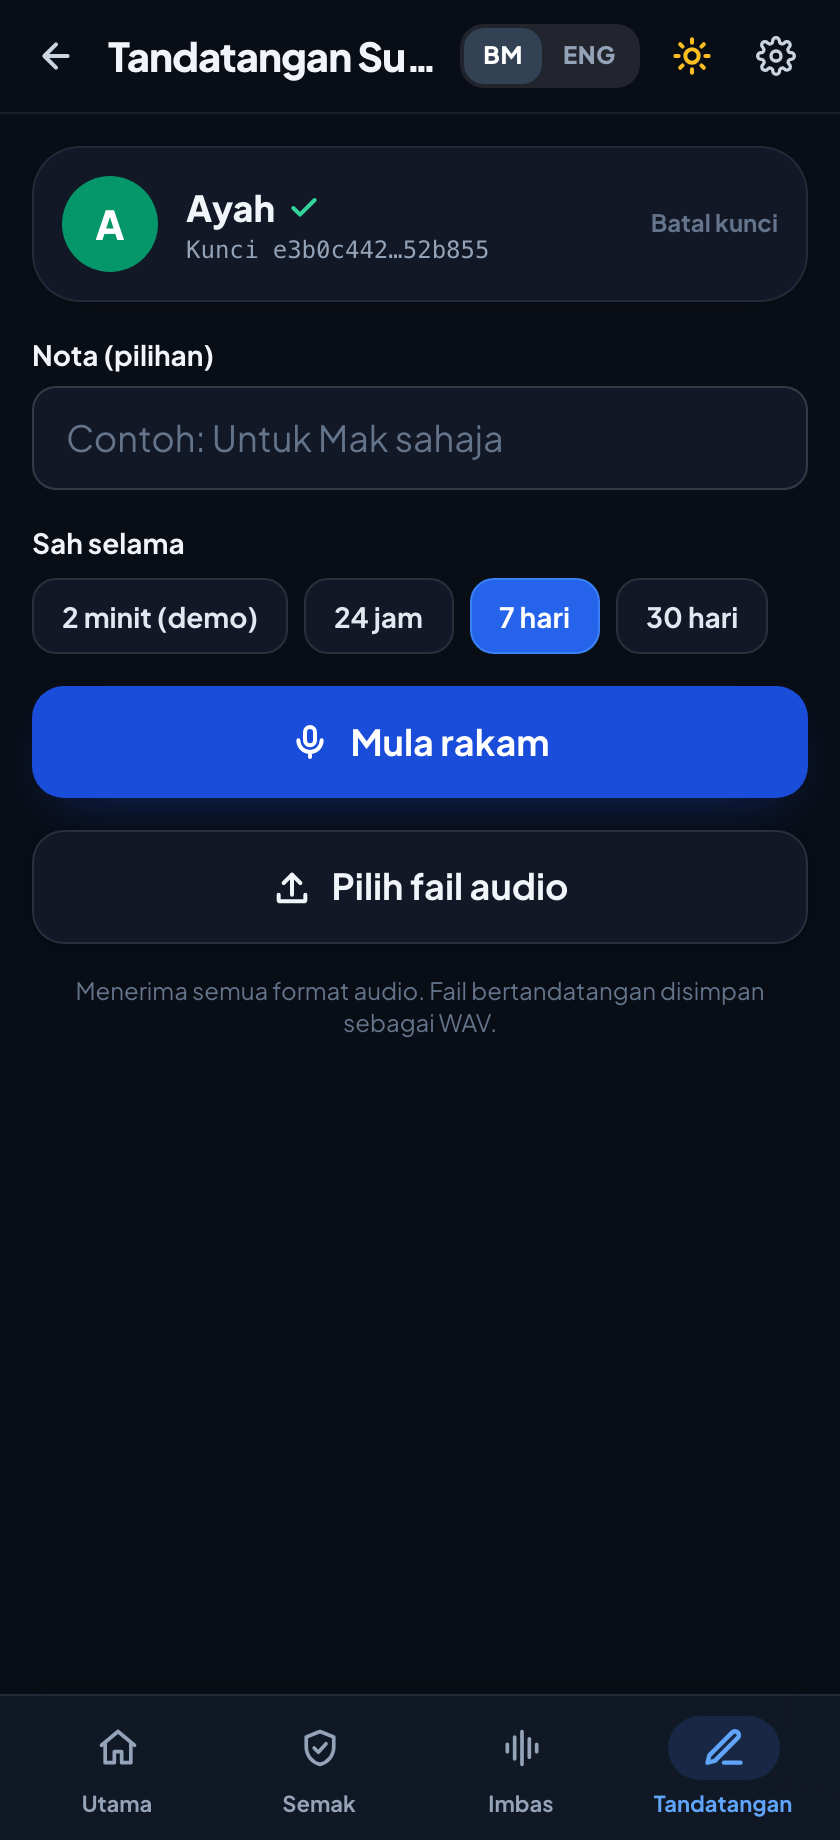 Tandatangan Su...
BM
ENG
A
Ayah
Kunci e3b0c442…52b855
Batal kunci
Nota (pilihan)
Contoh: Untuk Mak sahaja
Sah selama
2 minit (demo)
24 jam
7 hari
30 hari
Mula rakam
Pilih fail audio
Menerima semua format audio. Fail bertandatangan disimpan
sebagai WAV.
Utama
Semak
Imbas
Tandatangan